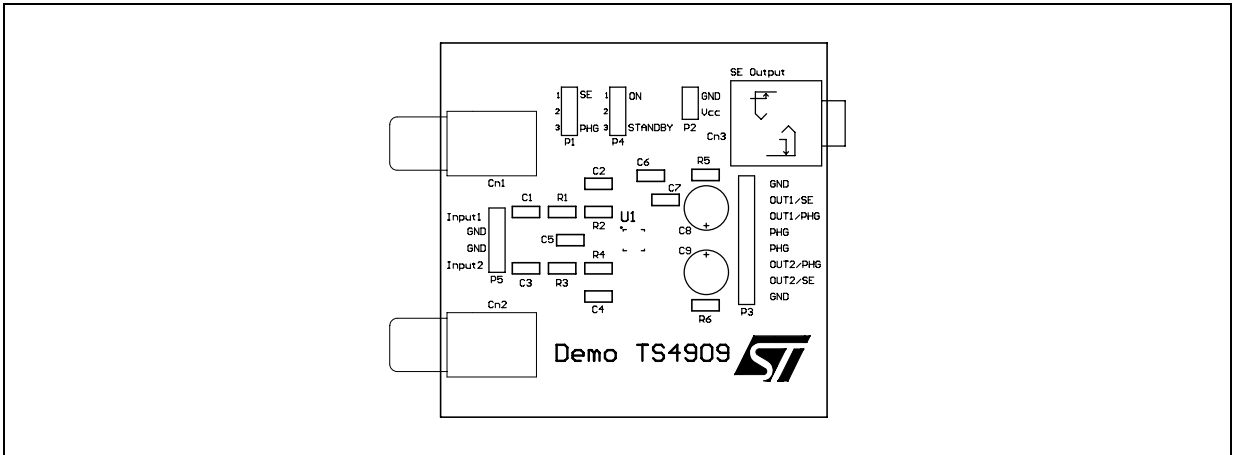 SE Output
1 SE
2
3 PHG
P1
1 ON
2
3 STANDBY
P4
GND
Vcc
P2
Cn3
Cn1
C2
C6
R5
C7
C1
R1
R2
U1
C8
C5
C9
Input1
GND
GND
Input2
P5
C3
R3
R4
C4
R6
GND
OUT1/SE
OUT1/PHG
PHG
PHG
OUT2/PHG
OUT2/SE
GND
P3
Cn2
+
+
Demo TS4909
ST